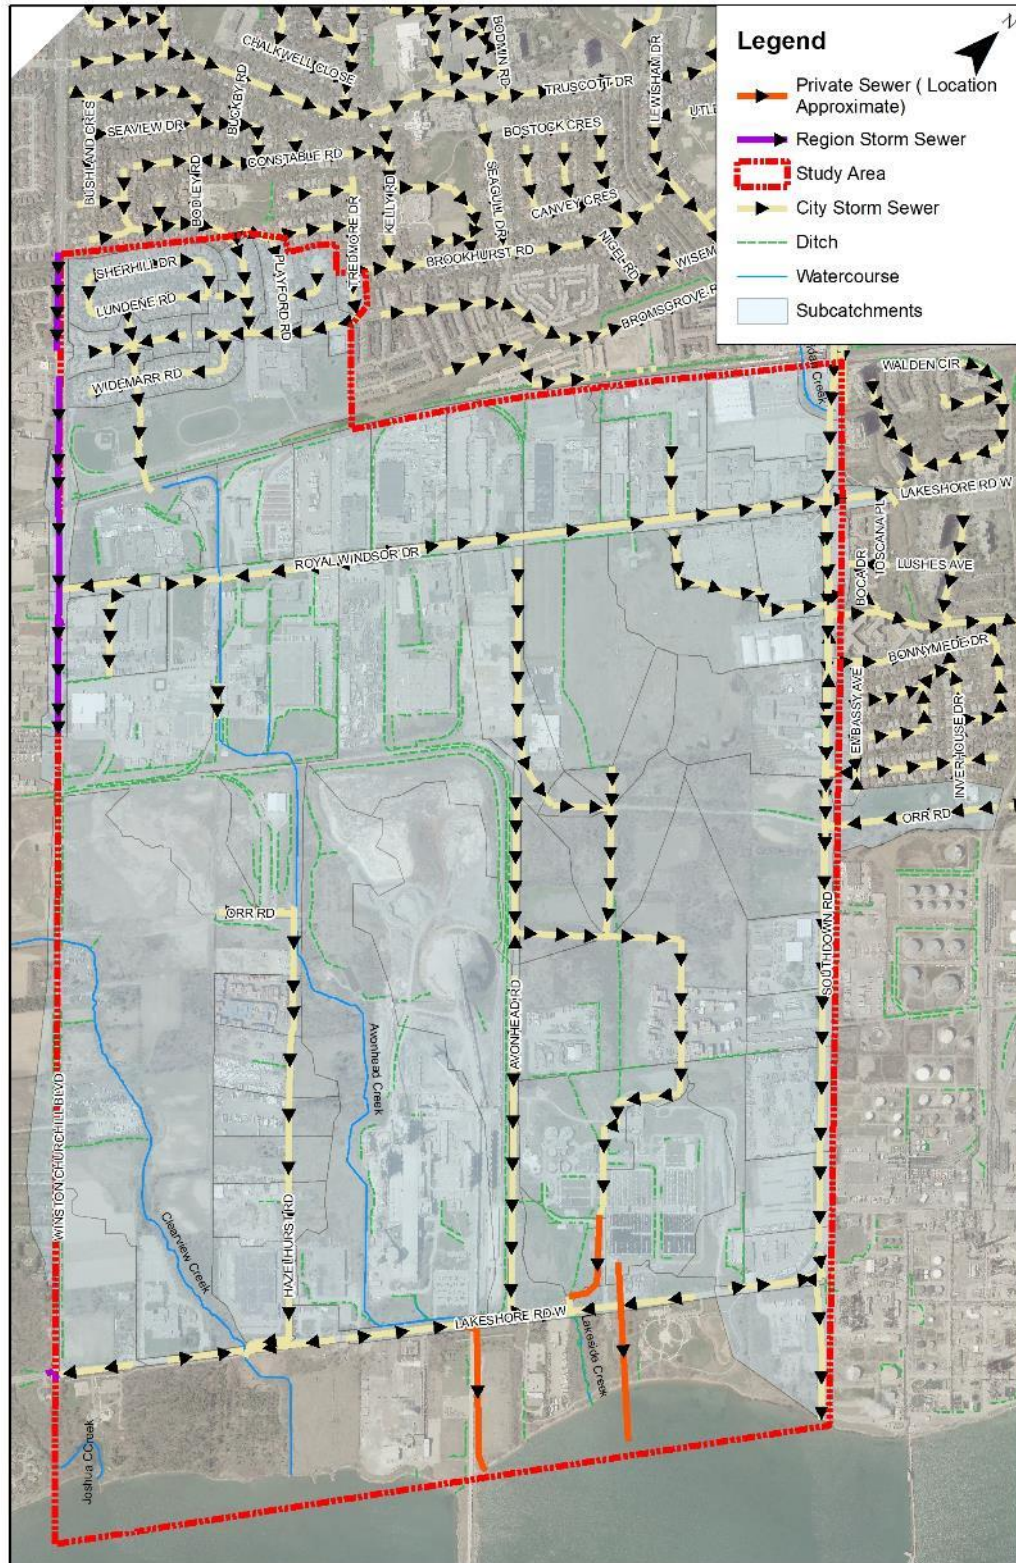 N
Legend
Private Sewer ( Location
Approximate)
Region Storm Sewer
Study Area
City Storm Sewer
Ditch
Watercourse
Subcatchments
CHALKWELL CLOSE
BODMIN RD
LEWISHAM DR
TRUSCOTT DR
BUCKBY RD
BUSHLAND CRES
SEAVIEW DR
BOSTOCK CRES
CONSTABLE RD
BODLEY RD
SEAGULL DR
KELLY RD
CANVEY CRES
TREDMORE DR
NIGEL RD
BROOKHURST RD
SHERHILL DR
PLAYFORD RD
LUNDENE RD
WIDEMARR RD
WALDEN CIR
LAKESHORE RD W
TOSCANA PL
BOCA DR
LUSHES AVE
ROYAL WINDSOR DR
BONNYMEDE DR
EMBASSY AVE
INVERHOUSE DR
ORR RD
ORR RD
SOUTHDOWN RD
AVONHEAD RD
Avonhead Creek
WINSTON CHURCHILL BLVD
Clearview Creek
HAZELHURST RD
LAKESHORE RD W
Lakeside Creek
Joshua CCreek